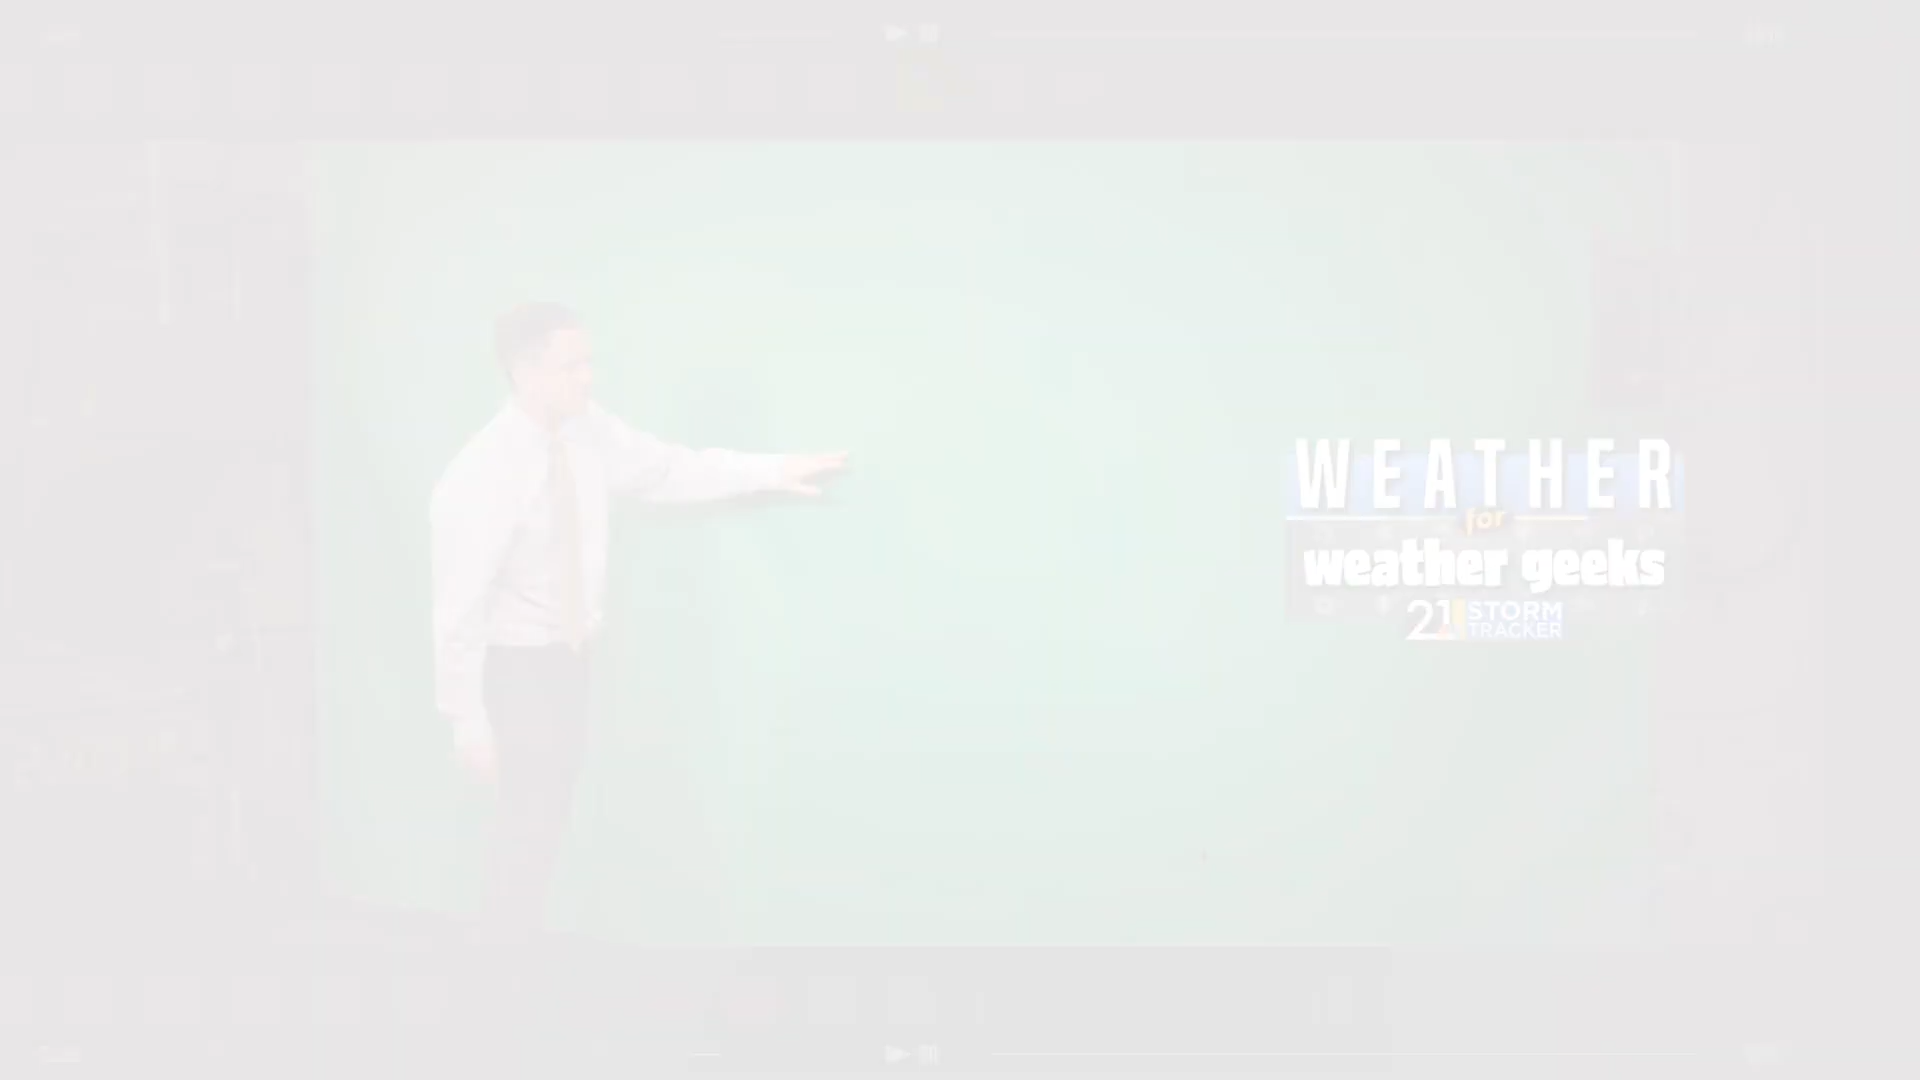 WEATHER
for
weather geeks
21 STORM
TRACKER